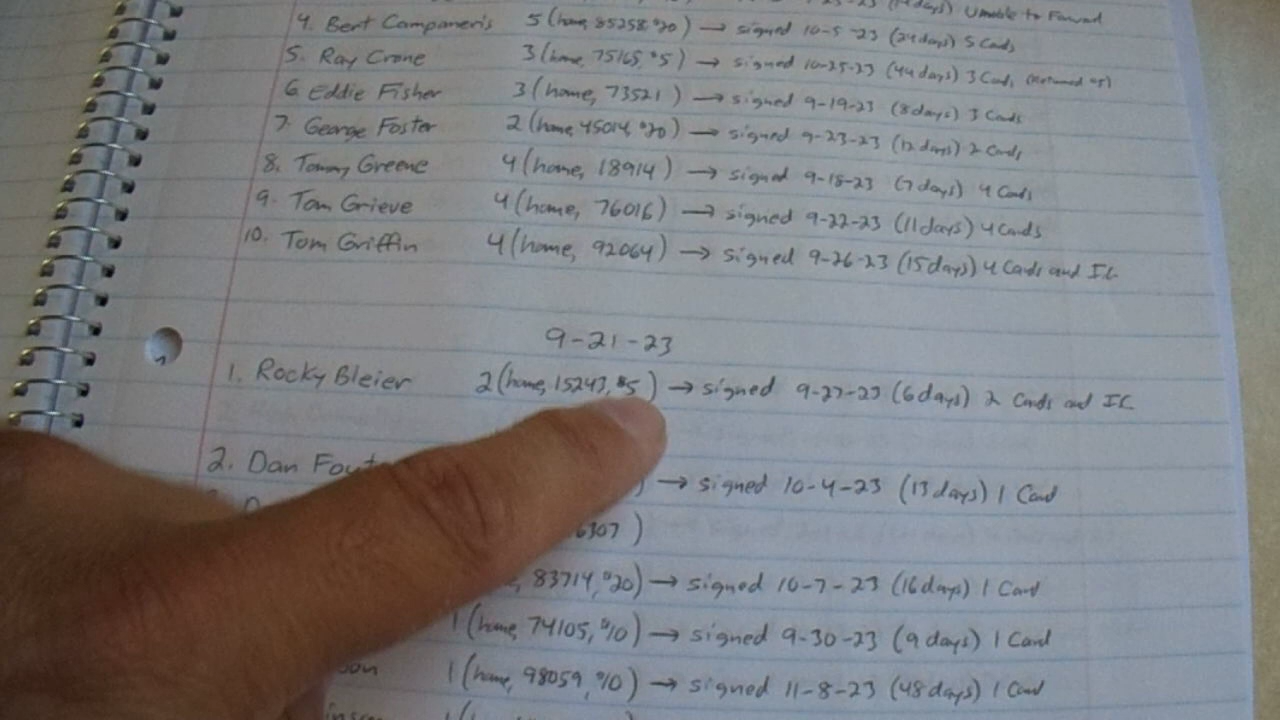 days) Unable to Forward
4. Bert Campaneris 5 (home, 85258, $20) → signed 10-5-23 (24 days) 5 Cards
5. Ray Crone 3 (home, 75165, $5) → signed 10-25-23 (44 days) 3 Cards (returned $5)
6. Eddie Fisher 3 (home, 73521) → signed 9-19-23 (8 days) 3 Cards
7. George Foster 2 (home, 45014, $20) → signed 9-23-23 (12 days) 2 Cards
8. Tommy Greene 4 (home, 18914) → signed 9-18-23 (7 days) 4 Cards
9. Tom Grieve 4 (home, 76016) → signed 9-22-23 (11 days) 4 Cards
10. Tom Griffin 4 (home, 92064) → signed 9-26-23 (15 days) 4 Cards and IC
9-21-23
1. Rocky Bleier 2 (home, 15243, $5) → signed 9-27-23 (6 days) 2 Cards and IC
2. Dan Fout ) → signed 10-4-23 (13 days) 1 Card
6307 )
, 83714, $20) → signed 10-7-23 (16 days) 1 Card
1 (home, 74105, $10) → signed 9-30-23 (9 days) 1 Card
son 1 (home, 98059, $10) → signed 11-8-23 (48 days) 1 Card